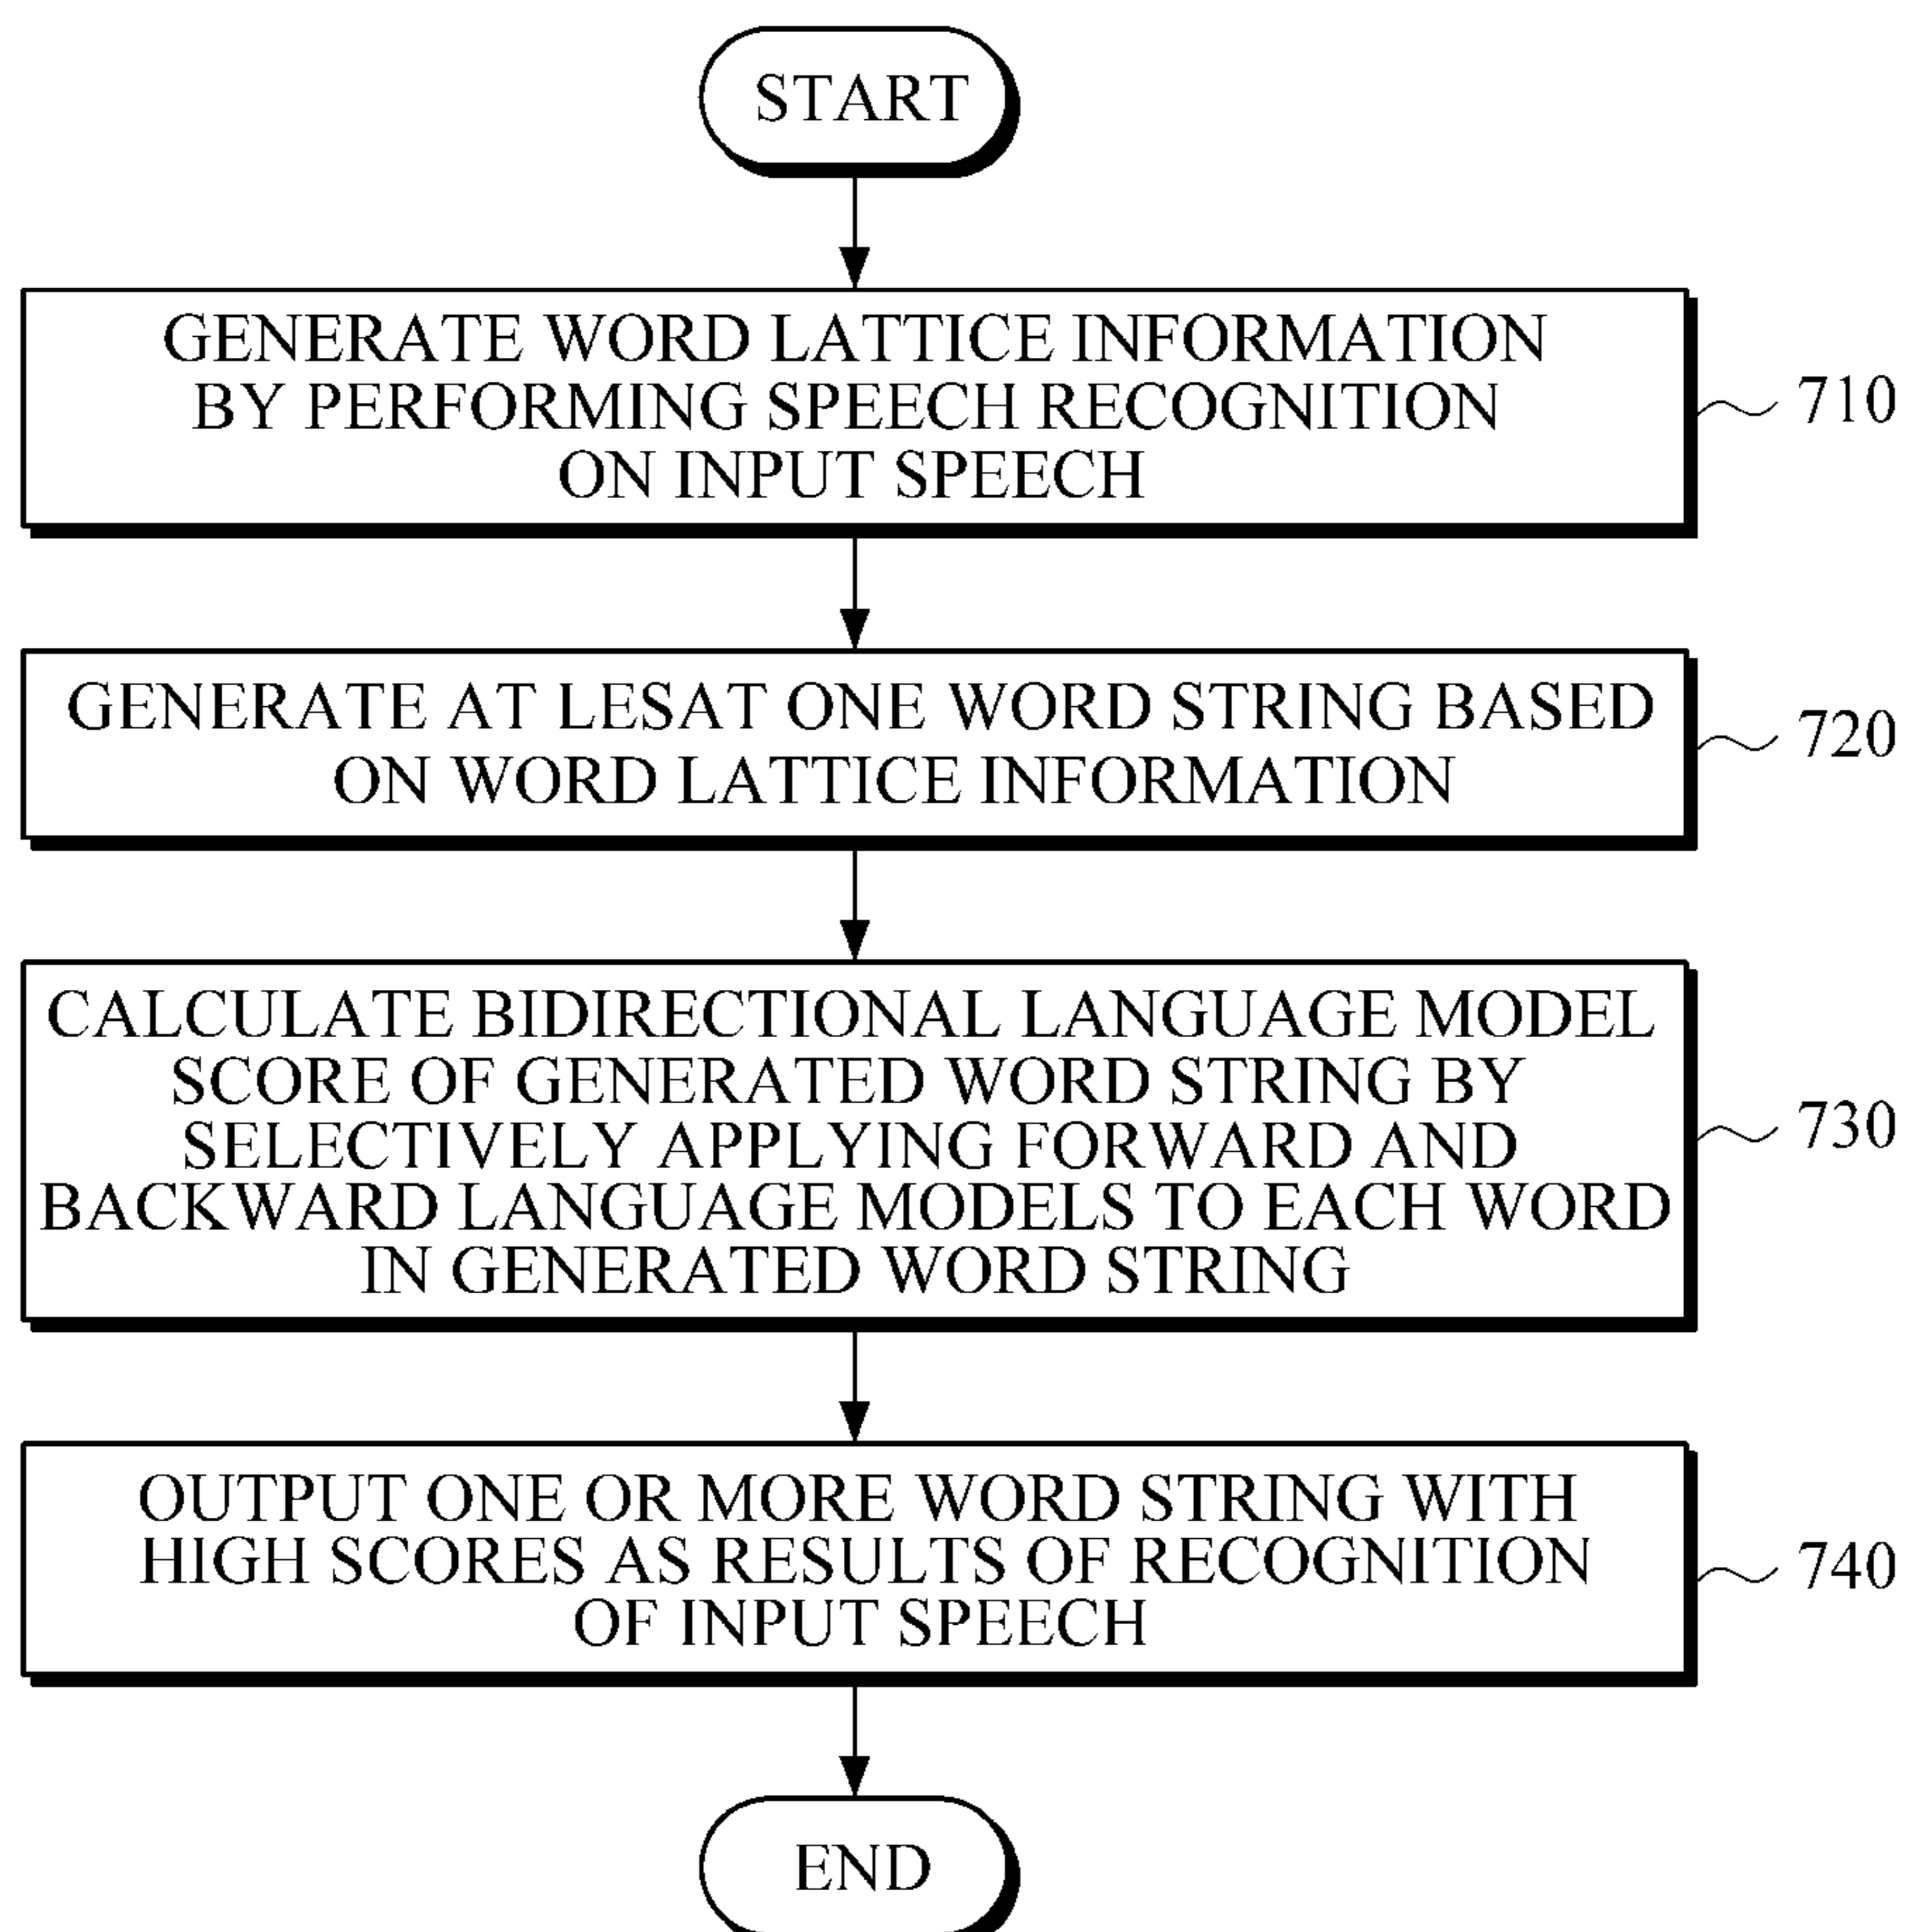 START
GENERATE WORD LATTICE INFORMATION
BY PERFORMING SPEECH RECOGNITION
ON INPUT SPEECH
710
GENERATE AT LESAT ONE WORD STRING BASED
ON WORD LATTICE INFORMATION
720
CALCULATE BIDIRECTIONAL LANGUAGE MODEL
SCORE OF GENERATED WORD STRING BY
SELECTIVELY APPLYING FORWARD AND
BACKWARD LANGUAGE MODELS TO EACH WORD
IN GENERATED WORD STRING
730
OUTPUT ONE OR MORE WORD STRING WITH
HIGH SCORES AS RESULTS OF RECOGNITION
OF INPUT SPEECH
740
END